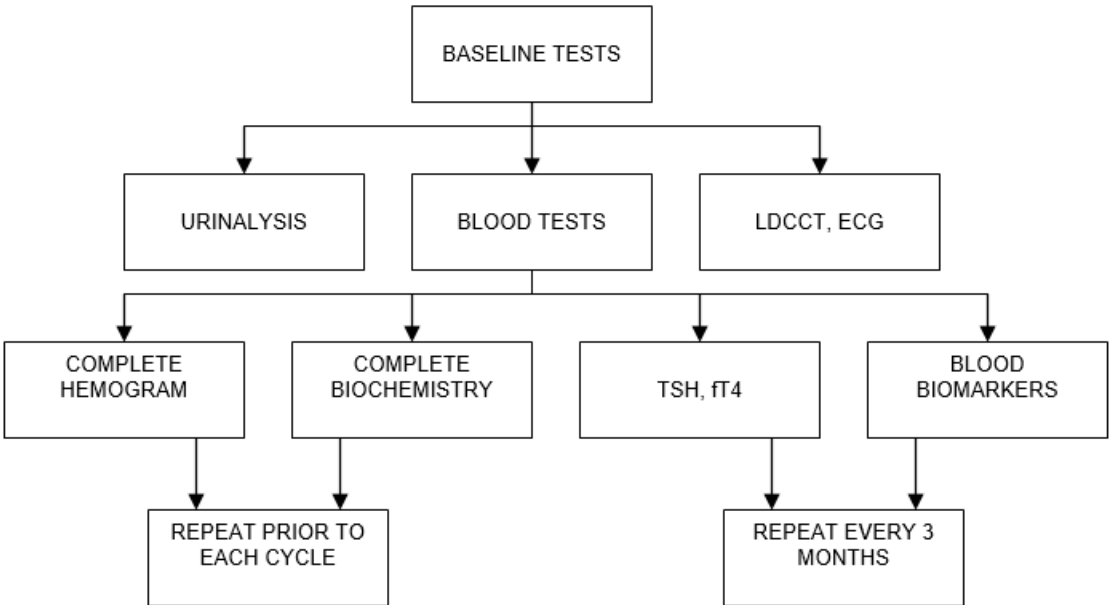 BASELINE TESTS
URINALYSIS
BLOOD TESTS
LDCCT, ECG
COMPLETE
HEMOGRAM
COMPLETE
BIOCHEMISTRY
TSH, fT4
BLOOD
BIOMARKERS
REPEAT PRIOR TO
EACH CYCLE
REPEAT EVERY 3
MONTHS